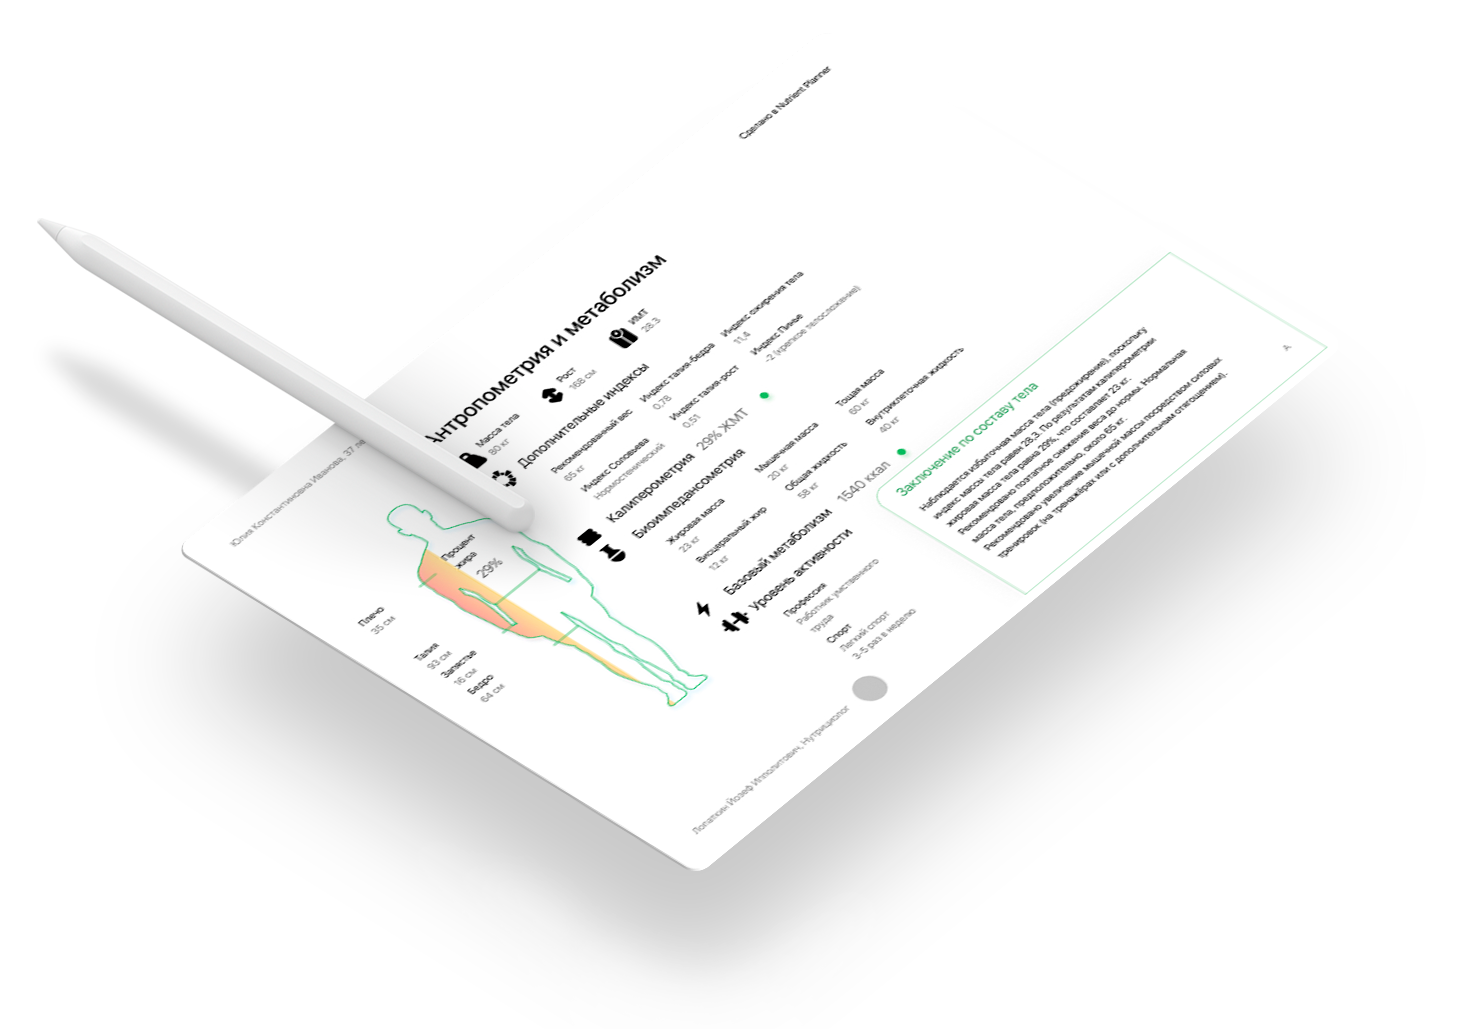 Сделано в Nutrient Planner
Юлия Константиновна Иванова, 37 ле
Антропометрия и метаболизм
Масса тела
80 кг
Рост
168 см
ИМТ
28.3
Дополнительные индексы
Рекомендованный вес
65 кг
Индекс талия-бедра
0,78
Индекс ожирения тела
11,4
Индекс Соловьева
Нормостенический
Индекс талия-рост
0,51
Индекс Пинье
-2 (крепкое телосложение)
Калиперометрия 29% ЖМТ
Биоимпедансометрия
Жировая масса
23 кг
Мышечная масса
20 кг
Тощая масса
60 кг
Висцеральный жир
12 кг
Общая жидкость
58 кг
Внутриклеточная жидкость
40 кг
Базовый метаболизм 1540 ккал
Уровень активности
Профессия
Работник умственного
труда
Спорт
Легкий спорт
3-5 раз в неделю
Процент
жира
29%
Плечо
35 см
Талия
93 см
Запястье
16 см
Бедро
64 см
Заключение по составу тела
Наблюдается избыточная масса тела (предожирение), поскольку
индекс массы тела равен 28,3. По результатам калиперометрии
жировая масса тела равна 29%, что составляет 23 кг.
Рекомендовано поэтапное снижение веса до нормы. Нормальная
масса тела, предположительно, около 65 кг.
Рекомендовано увеличение мышечной массы посредством силовых
тренировок (на тренажёрах или с дополнительным отягощением).
А
Лопаткин Йозеф Ипполитович, Нутрициолог